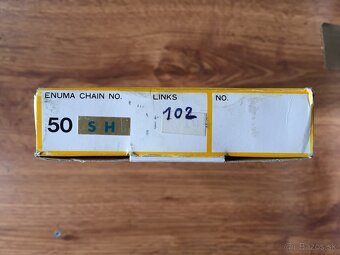 ENUMA CHAIN NO. LINKS NO.
50 SH 102